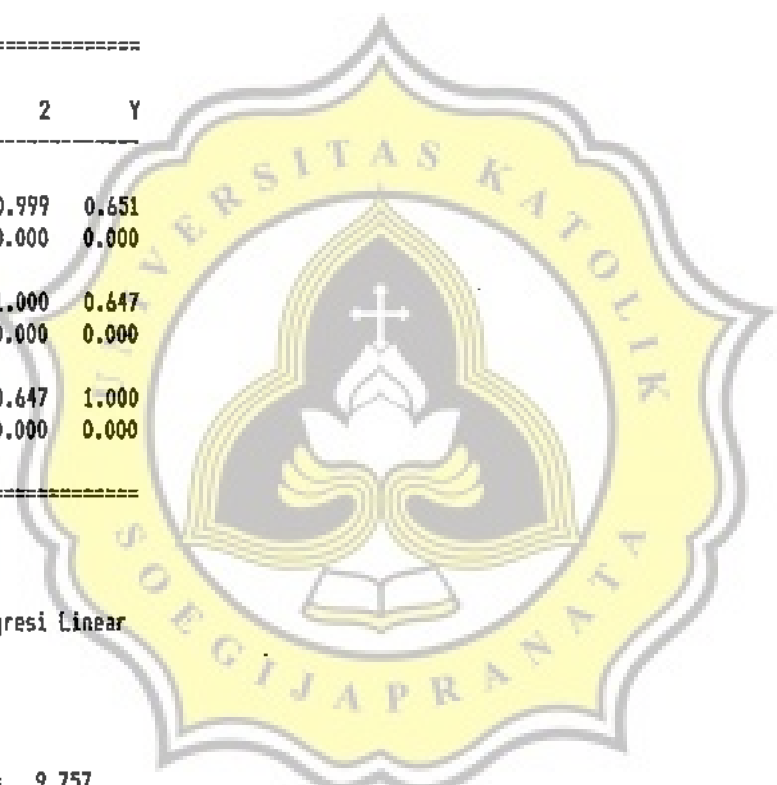 ===========
2 Y
-----------
0.999 0.651
0.000 0.000
1.000 0.647
0.000 0.000
0.647 1.000
0.000 0.000
===========
Linear
9.757
UNIVERSITAS KATOLIK
SOEGIJAPRANATA